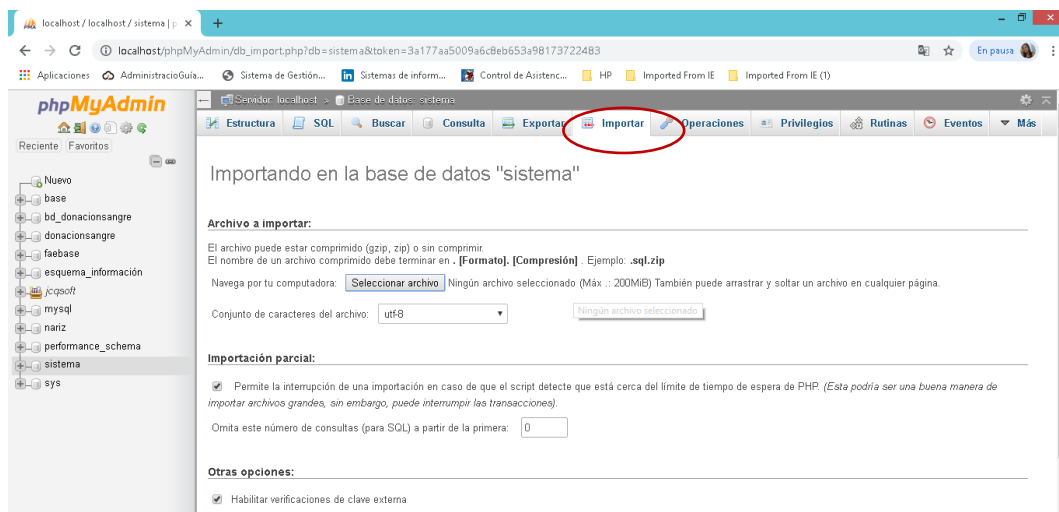 localhost / localhost / sistema | p
localhost/phpMyAdmin/db_import.php?db=sistema&token=3a177aa5009a6c8eb653a98173722483
En pausa
Aplicaciones
AdministracioGuía...
Sistema de Gestión...
Sistemas de inform...
Control de Asistenc...
HP
Imported From IE
Imported From IE (1)
phpMyAdmin
Reciente Favoritos
Nuevo
base
bd_donacionsangre
donacionsangre
faebase
esquema_información
jcqsoft
mysql
nariz
performance_schema
sistema
sys
Servidor: localhost » Base de datos: sistema
Estructura
SQL
Buscar
Consulta
Exportar
Importar
Operaciones
Privilegios
Rutinas
Eventos
Más
Importando en la base de datos "sistema"
Archivo a importar:
El archivo puede estar comprimido (gzip, zip) o sin comprimir.
El nombre de un archivo comprimido debe terminar en . [Formato]. [Compresión] . Ejemplo: .sql.zip
Navega por tu computadora: Seleccionar archivo Ningún archivo seleccionado (Máx .: 200MiB) También puede arrastrar y soltar un archivo en cualquier página.
Conjunto de caracteres del archivo: utf-8
Ningún archivo seleccionado
Importación parcial:
Permite la interrupción de una importación en caso de que el script detecte que está cerca del límite de tiempo de espera de PHP. (Esta podría ser una buena manera de
importar archivos grandes, sin embargo, puede interrumpir las transacciones).
Omita este número de consultas (para SQL) a partir de la primera: 0
Otras opciones:
Habilitar verificaciones de clave externa